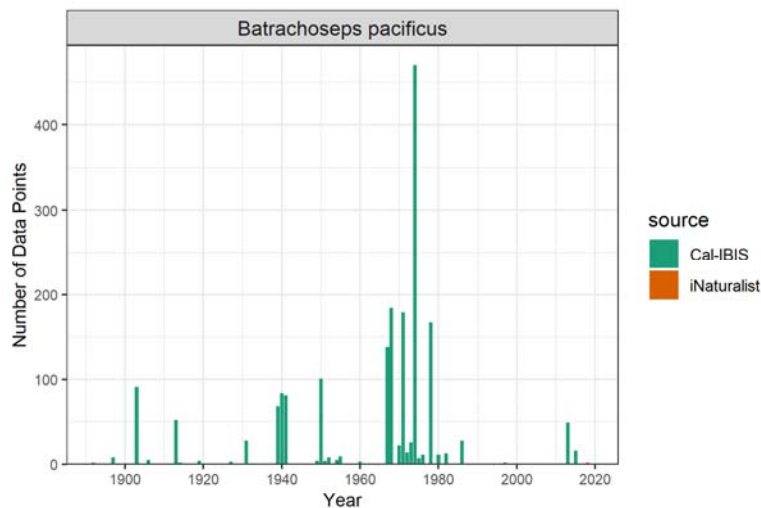 Batrachoseps pacificus
400
300
200
100
0
Number of Data Points
1900 1920 1940 1960 1980 2000 2020
Year
source
Cal-IBIS
iNaturalist